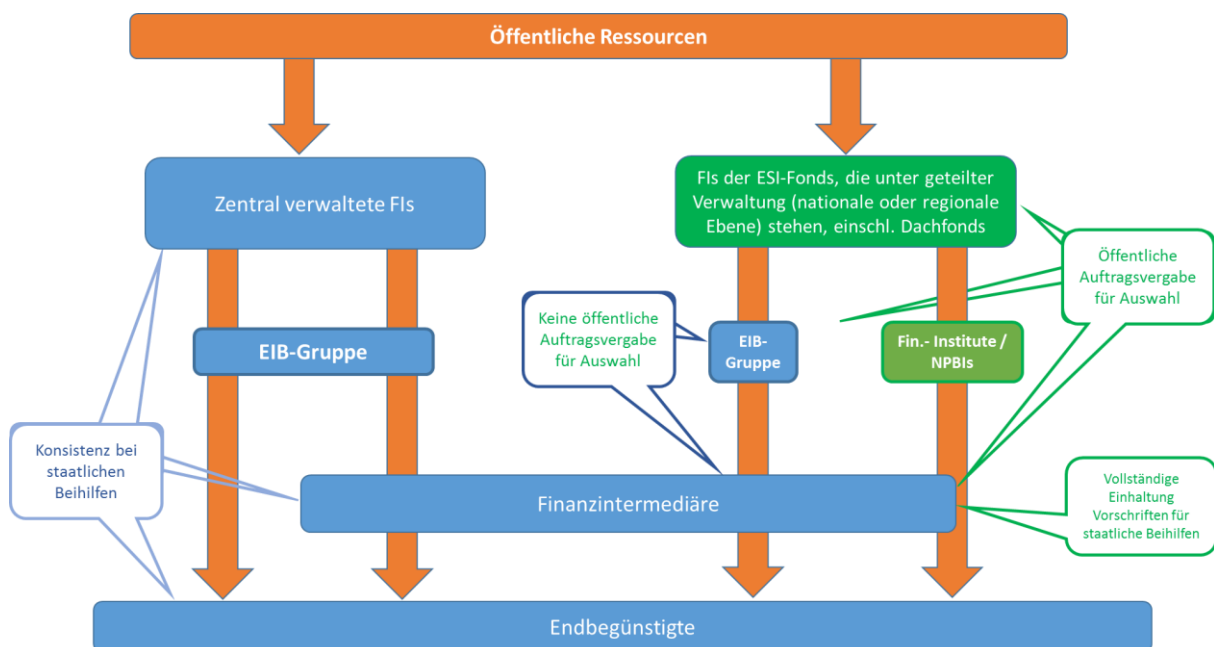 Öffentliche Ressourcen
Zentral verwaltete FIs
FIs der ESI-Fonds, die unter geteilter
Verwaltung (nationale oder regionale
Ebene) stehen, einschl. Dachfonds
Öffentliche
Auftragsvergabe
für Auswahl
Keine öffentliche
Auftragsvergabe
für Auswahl
EIB-Gruppe
EIB-
Gruppe
Fin.- Institute /
NPBIs
Konsistenz bei
staatlichen
Beihilfen
Finanzintermediäre
Vollständige
Einhaltung
Vorschriften für
staatliche Beihilfen
Endbegünstigte